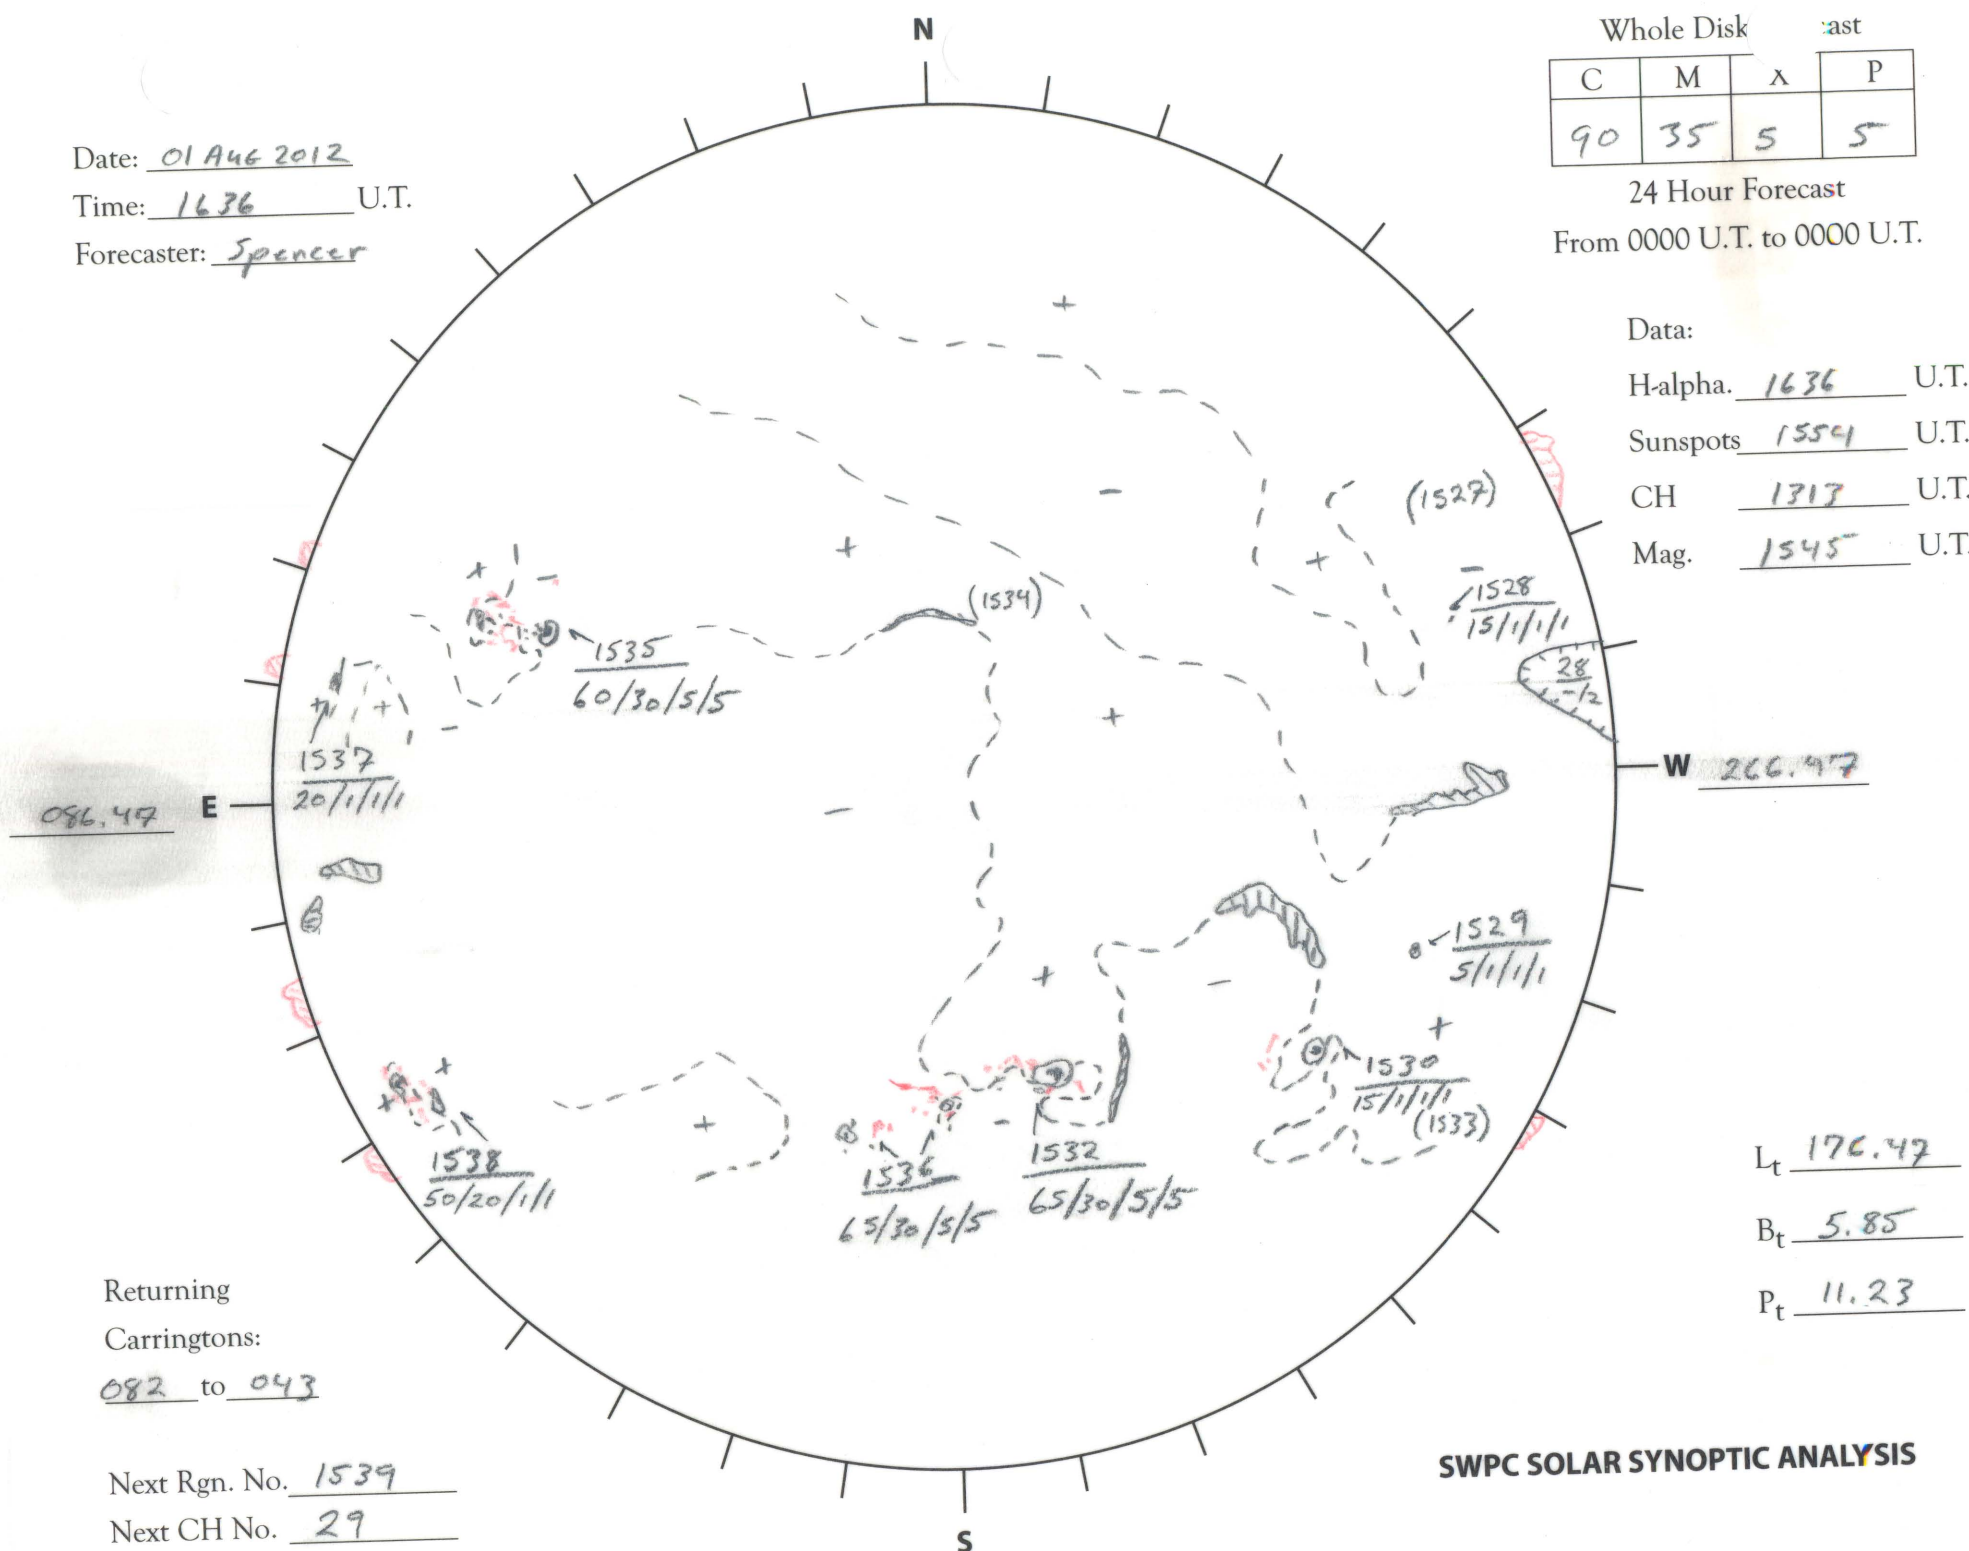 N
Whole Disk ast
C M X P
90 35 5 5
24 Hour Forecast
From 0000 U.T. to 0000 U.T.
Date: 01 AUG 2012
Time: 1636 U.T.
Forecaster: Spencer
Data:
H-alpha. 1636 U.T.
Sunspots 1554 U.T.
CH 1313 U.T.
Mag. 1545 U.T.
+
-
(1527)
-
+
+
-
+ -
1528
15/1/1/1
(1534)
1535
60/30/5/5
28
-/2
+ +
-
+
1537
20/1/1/1
086.47 E
W 266.47
-
1529
5/1/1/1
+
-
+
+
+
1530
15/1/1/1
(1533)
+
-
1538
50/20/1/1
1536
65/30/5/5
1532
65/30/5/5
Lt 176.47
Bt 5.85
Pt 11.23
Returning
Carringtons:
082 to 043
Next Rgn. No. 1539
Next CH No. 29
SWPC SOLAR SYNOPTIC ANALYSIS
S